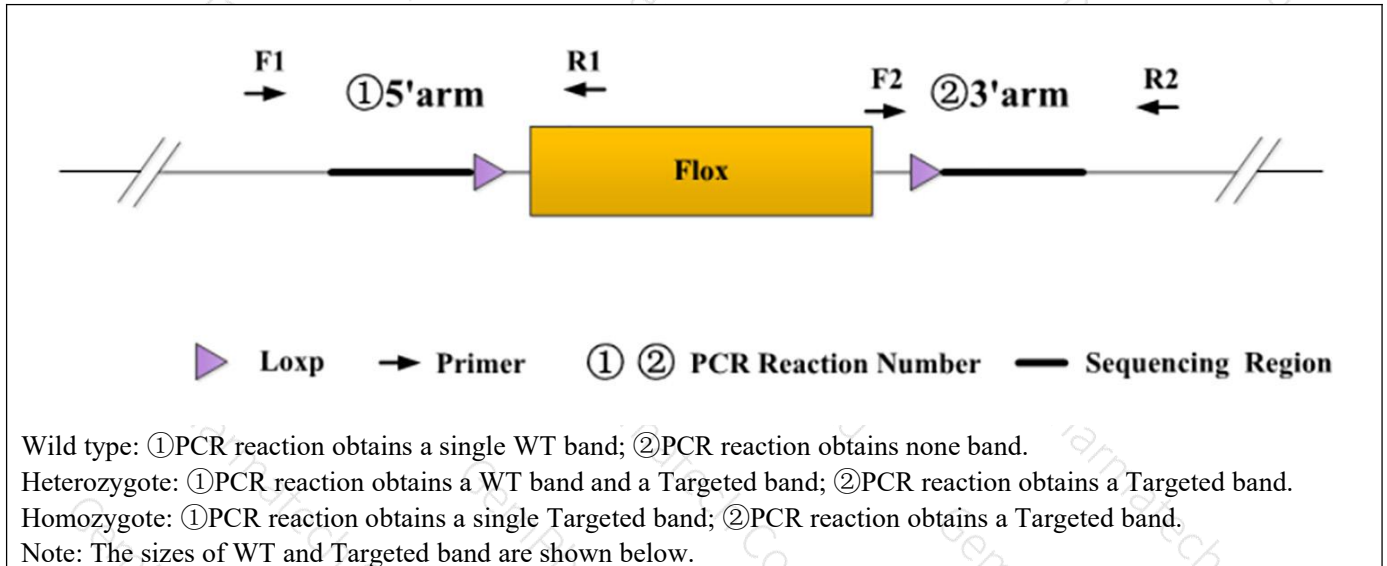 F1
R1
F2
R2
①5'arm
②3'arm
Flox
Loxp
Primer
① ② PCR Reaction Number
Sequencing Region
Wild type: ①PCR reaction obtains a single WT band; ②PCR reaction obtains none band.
Heterozygote: ①PCR reaction obtains a WT band and a Targeted band; ②PCR reaction obtains a Targeted band.
Homozygote: ①PCR reaction obtains a single Targeted band; ②PCR reaction obtains a Targeted band.
Note: The sizes of WT and Targeted band are shown below.